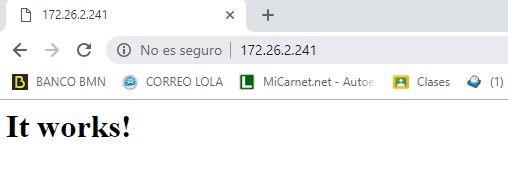 172.26.2.241
No es seguro 172.26.2.241
BANCO BMN CORREO LOLA MiCarnet.net - Autoe Clases (1)
It works!